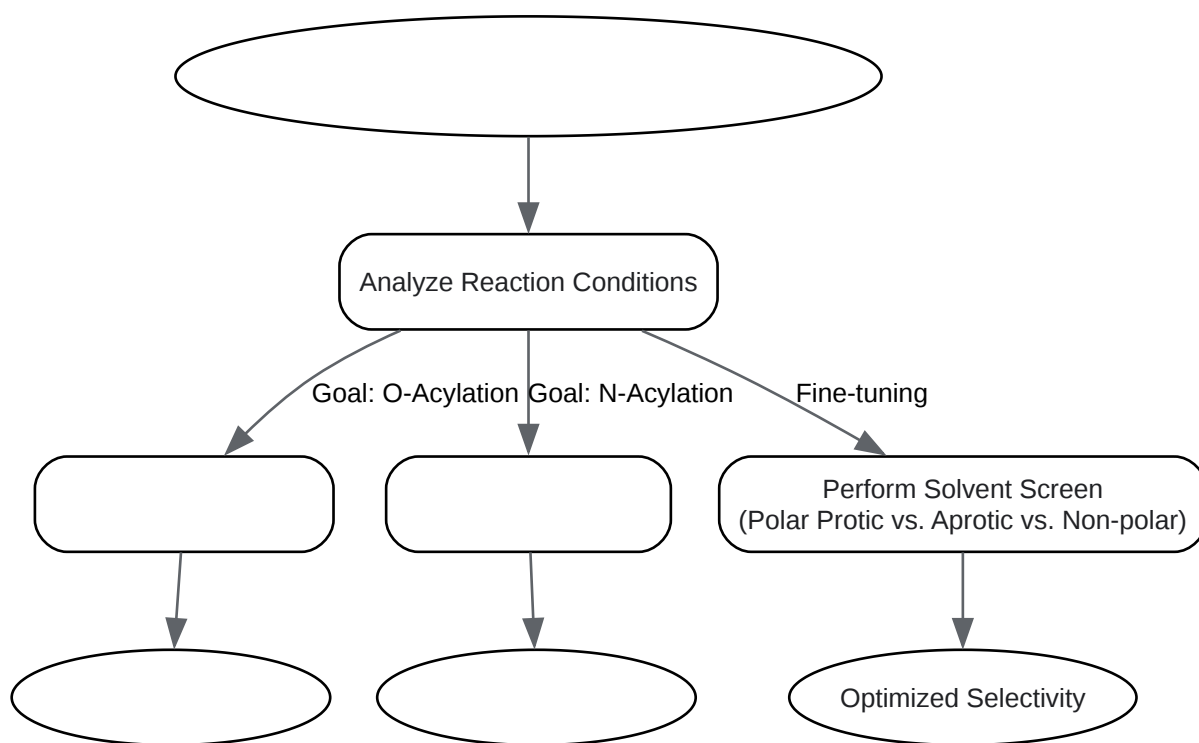 Analyze Reaction Conditions
Goal: O-Acylation
Goal: N-Acylation
Fine-tuning
Perform Solvent Screen
(Polar Protic vs. Aprotic vs. Non-polar)
Optimized Selectivity